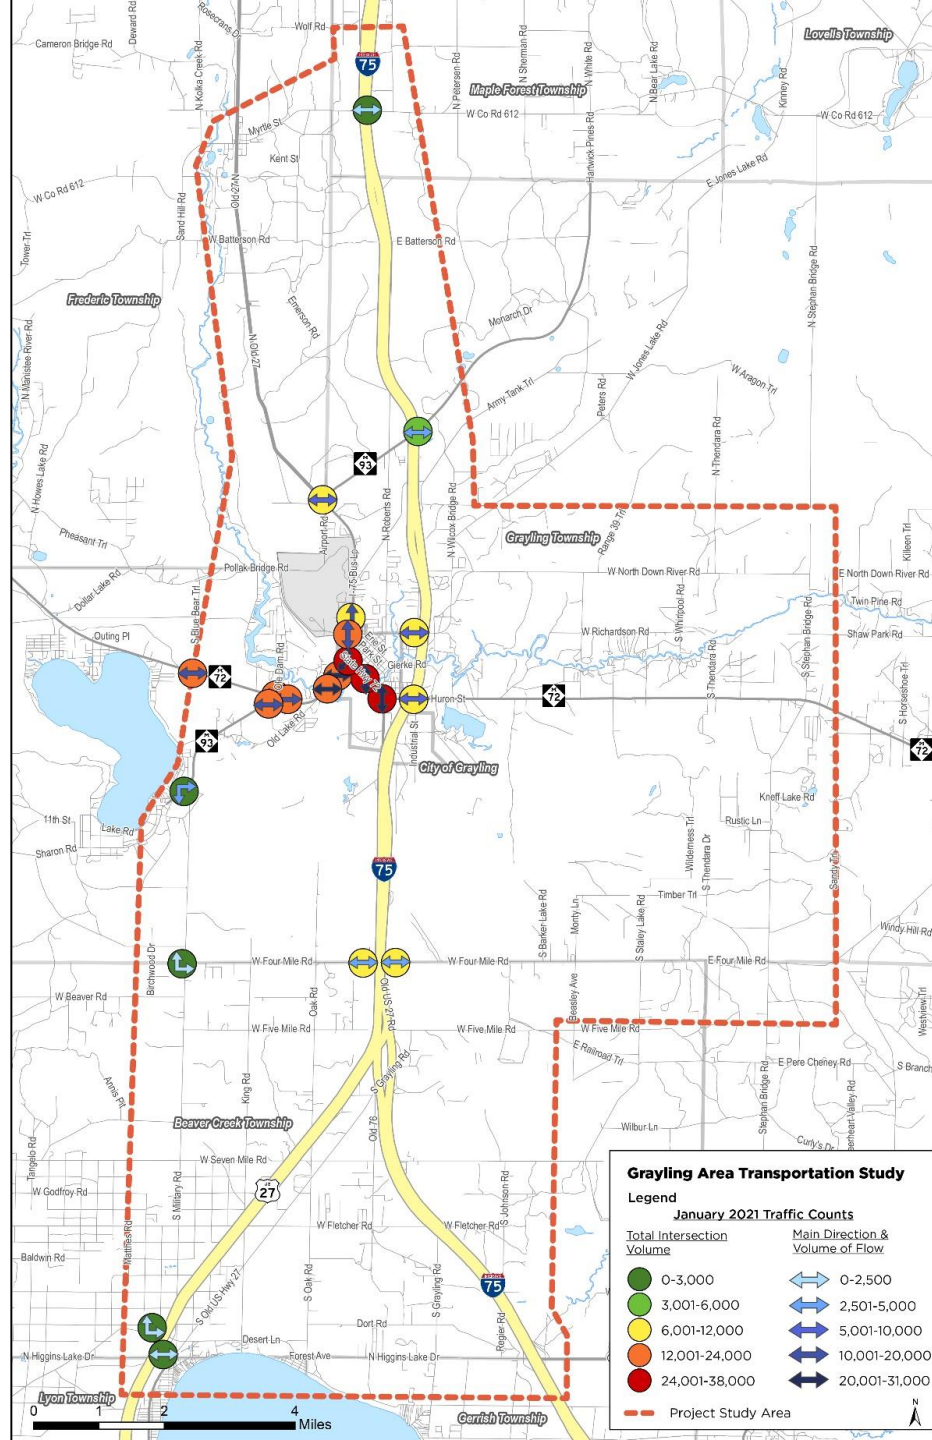 Rosecrans Dr
Deward Rd
Wolf Rd
Cameron Bridge Rd
N Kolka Creek Rd
75
N Petersen Rd
N Sherman Rd
N White Rd
N Bear Lake Rd
Kinney Rd
Lovells Township
Maple Forest Township
W Co Rd 612
W Co Rd 612
Myrtle St
Kent St
Hartwick Pines Rd
E Jones Lake Rd
W Co Rd 612
Old 27 N
Sand Hill Rd
Tower Trl
W Batterson Rd
E Batterson Rd
N Stephan Bridge Rd
Frederic Township
Emerson Rd
Monarch Dr
N Manistee River Rd
N Old 27
W Jones Lake Rd
W Aragon Trl
Army Tank Trl
Peters Rd
N Thendara Rd
N Howes Lake Rd
93
Airport Rd
N Roberts Rd
N Wilcox Bridge Rd
Range 39 Trl
Grayling Township
Killeen Trl
Pheasant Trl
Pollak Bridge Rd
I-75 Bus Lp
W North Down River Rd
E North Down River Rd
Dollar Lake Rd
S Blue Bear Trl
Twin Pine Rd
Outing Pl
Erie St
W Richardson Rd
S Whirlpool Rd
S Stephan Bridge Rd
Shaw Park Rd
Gierke Rd
72
S Thendara Rd
S Horseshoe Trl
Huron St
72
93
Old Lake Rd
Industrial St
City of Grayling
72
Kneff Lake Rd
11th St
Lake Rd
Sharon Rd
Rustic Ln
Wilderness Trl
S Thendara Dr
Sandy Trl
75
S Barker Lake Rd
Monty Ln
S Staley Lake Rd
Timber Trl
Windy Hill Rd
Birchwood Dr
W Four Mile Rd
W Four Mile Rd
E Four Mile Rd
W Beaver Rd
Oak Rd
Old US 27 Rd
Beasley Ave
Westview Trl
W Five Mile Rd
W Five Mile Rd
W Five Mile Rd
E Railroad Trl
S Grayling Rd
E Pere Cheney Rd
S Branch
Annis Pit
King Rd
Stephan Bridge Rd
eerheart Valley Rd
Beaver Creek Township
Old 76
Wilbur Ln
Curly's Dr
Tangelo Rd
W Seven Mile Rd
27
W Godfroy Rd
S Military Rd
S Johnson Rd
W Fletcher Rd
W Fletcher Rd
Matthes Rd
Baldwin Rd
S Old US Hwy 27
S Oak Rd
S Grayling Rd
75
Dort Rd
Regier Rd
Desert Ln
N Higgins Lake Dr
Forest Ave
N Higgins Lake Dr
Lyon Township
Gerrish Township
0 1 2 4
Miles
Grayling Area Transportation Study
Legend
January 2021 Traffic Counts
Total Intersection
Volume
Main Direction &
Volume of Flow
0-3,000
0-2,500
3,001-6,000
2,501-5,000
6,001-12,000
5,001-10,000
12,001-24,000
10,001-20,000
24,001-38,000
20,001-31,000
Project Study Area
N